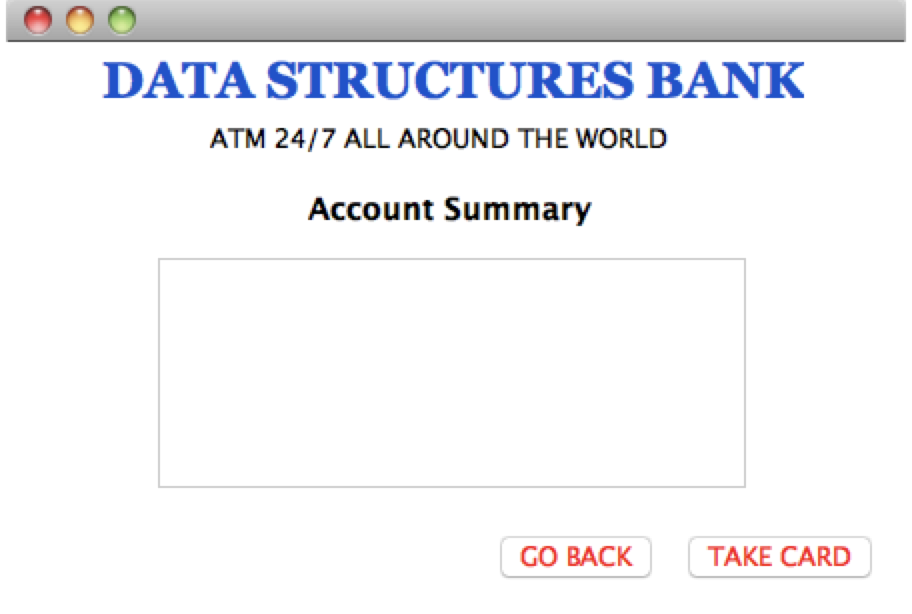 DATA STRUCTURES BANK
ATM 24/7 ALL AROUND THE WORLD
Account Summary
GO BACK TAKE CARD